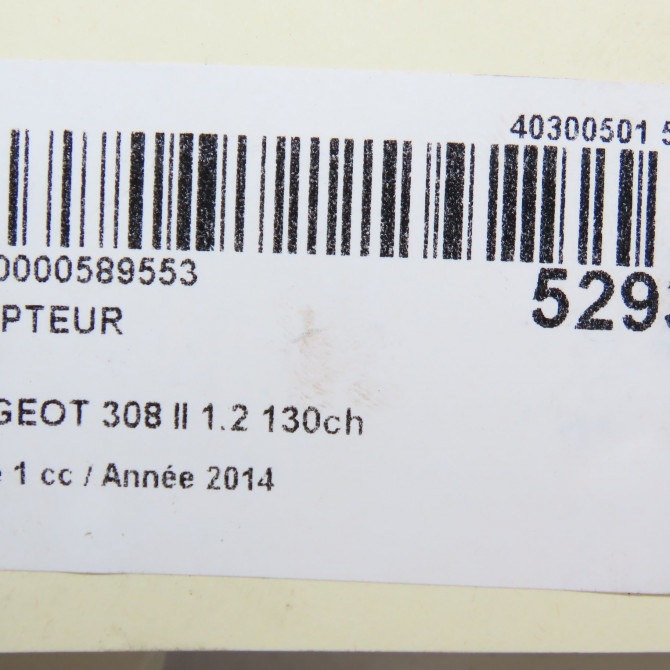 40300501 5
0000589553
5293
PTEUR
GEOT 308 II 1.2 130ch
1 cc / Année 2014